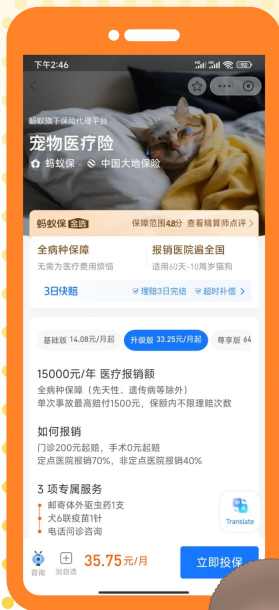 下午2:46
蚂蚁旗下保险代理平台
宠物医疗险
蚂蚁保 中国大地保险
蚂蚁保 金选 保障范围4.8分 查看精算师点评 >
全病种保障 报销医院遍全国
无需为医疗费用烦恼 适用60天-10周岁猫狗
3日快赔 理赔3日完结 超时补偿 >
基础版 14.08元/月起 升级版 33.25元/月起 尊享版 64
15000元/年 医疗报销额
全病种保障（先天性、遗传病等除外）
单次事故最高赔付1500元，保额内不限理赔次数
如何报销
门诊200元起赔，手术0元起赔
定点医院报销70%，非定点医院报销40%
3 项专属服务
邮寄体外驱虫药1支
犬6联疫苗1针
电话问诊咨询
Translate
咨询 加自选 35.75元/月 立即投保